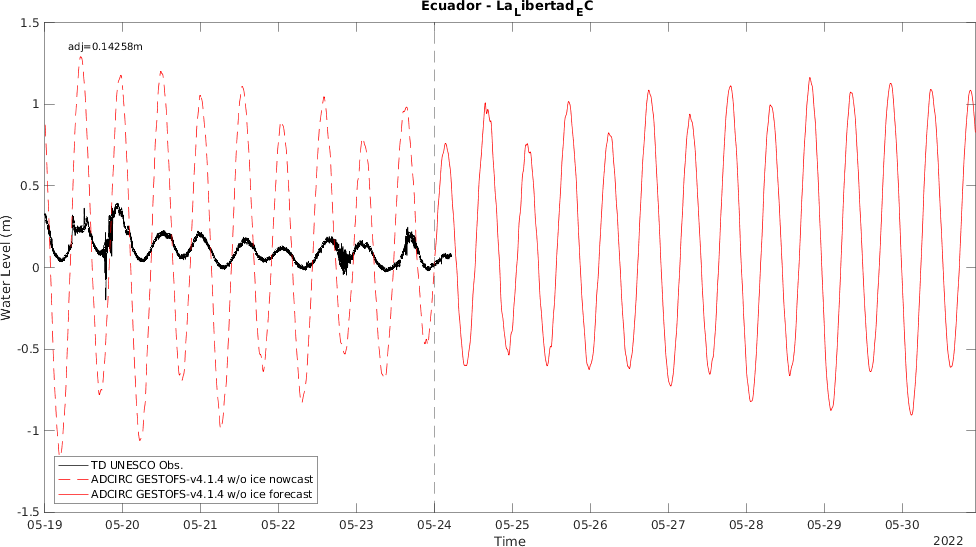 Ecuador - LaLibertadEC
adj=0.14258m
1.5
1
0.5
0
-0.5
-1
-1.5
Water Level (m)
TD UNESCO Obs.
ADCIRC GESTOFS-v4.1.4 w/o ice nowcast
ADCIRC GESTOFS-v4.1.4 w/o ice forecast
05-19 05-20 05-21 05-22 05-23 05-24 05-25 05-26 05-27 05-28 05-29 05-30
Time
2022